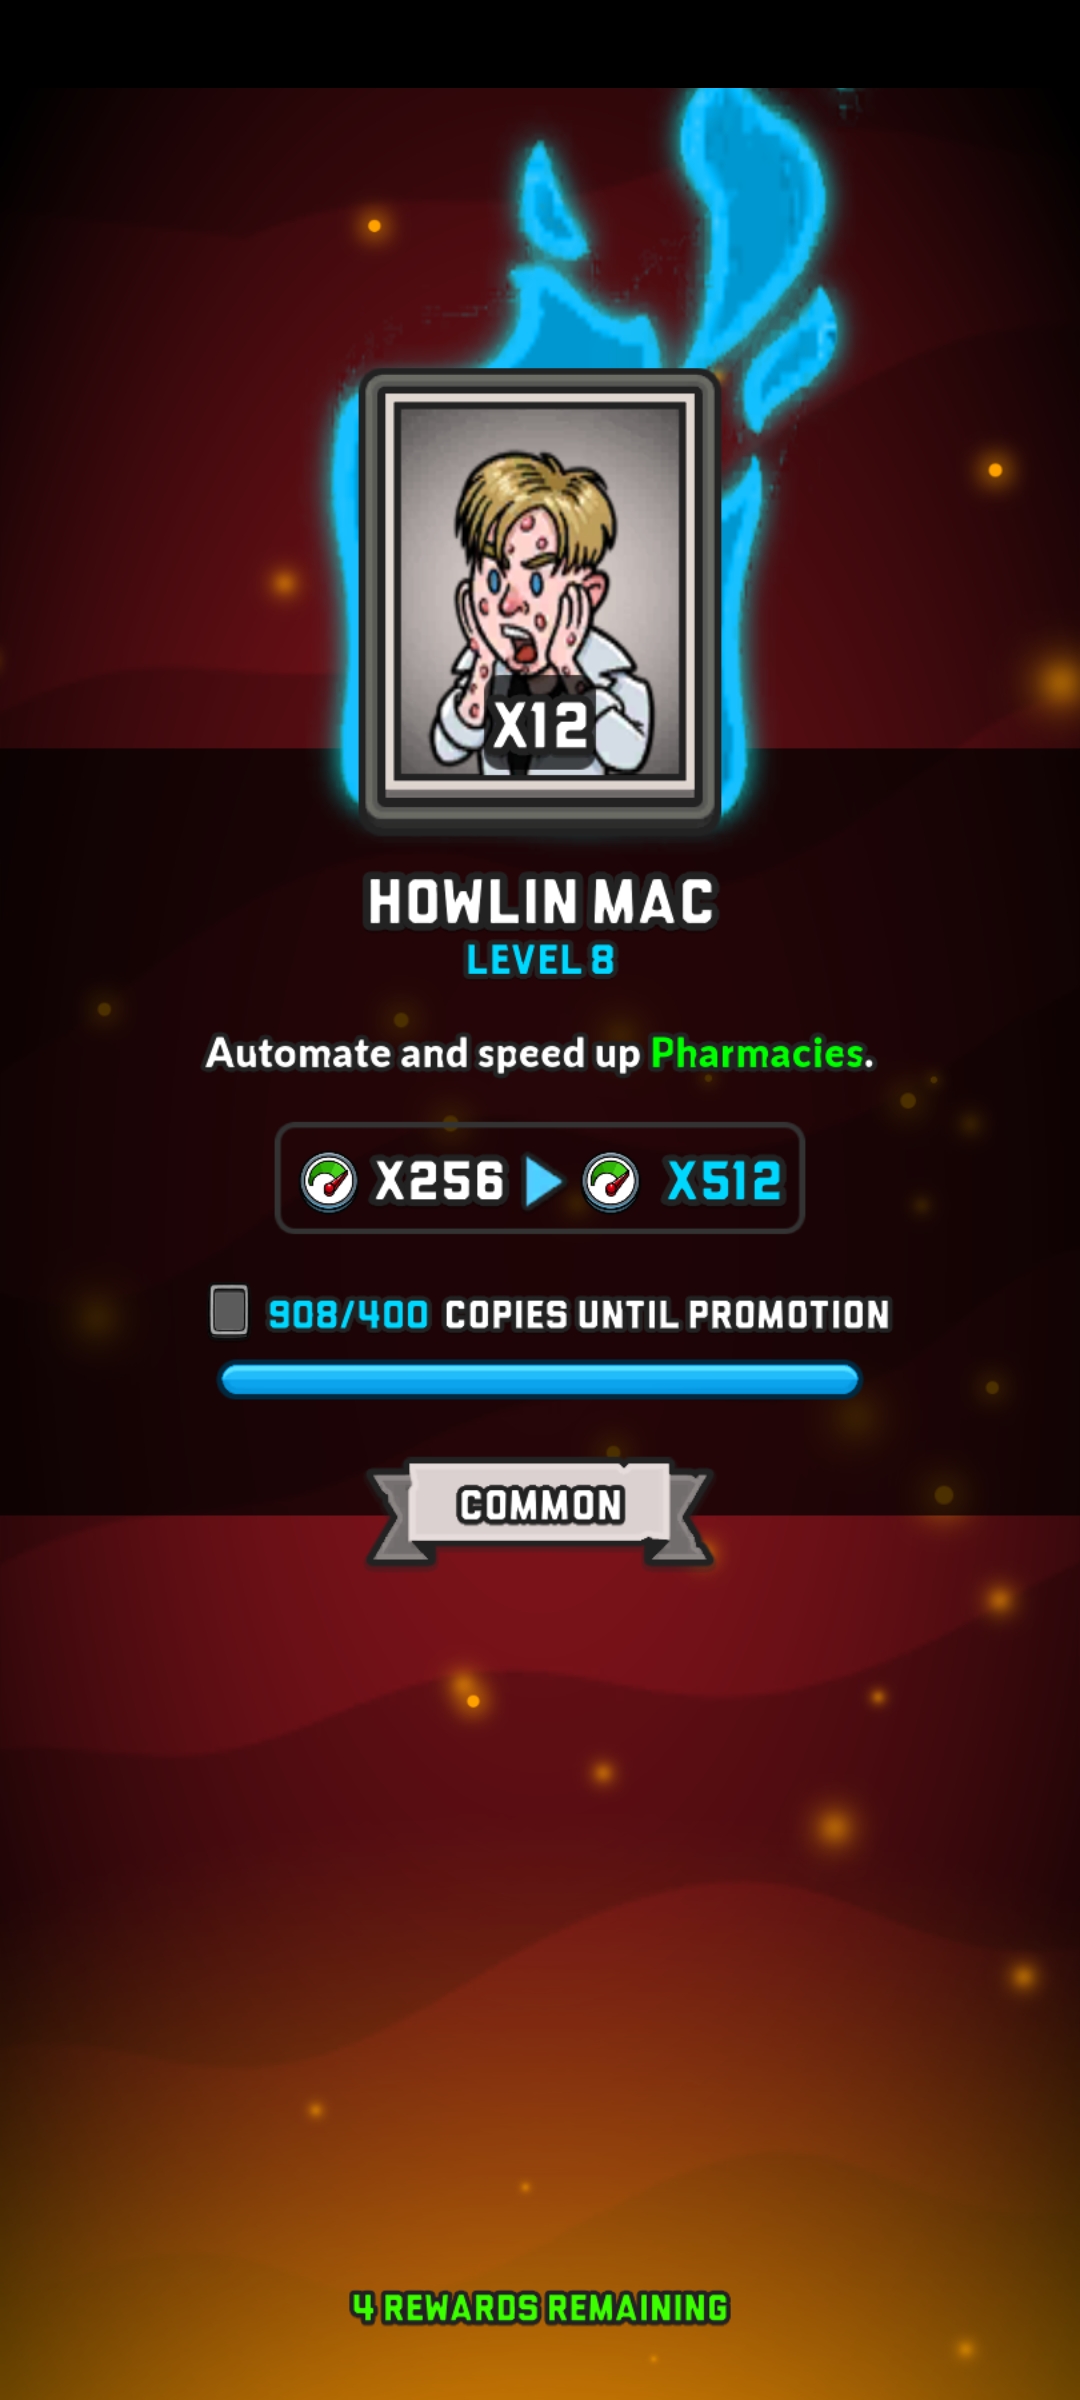 X12
HOWLIN MAC
LEVEL 8
Automate and speed up Pharmacies.
X256 X512
908/400 COPIES UNTIL PROMOTION
COMMON
4 REWARDS REMAINING